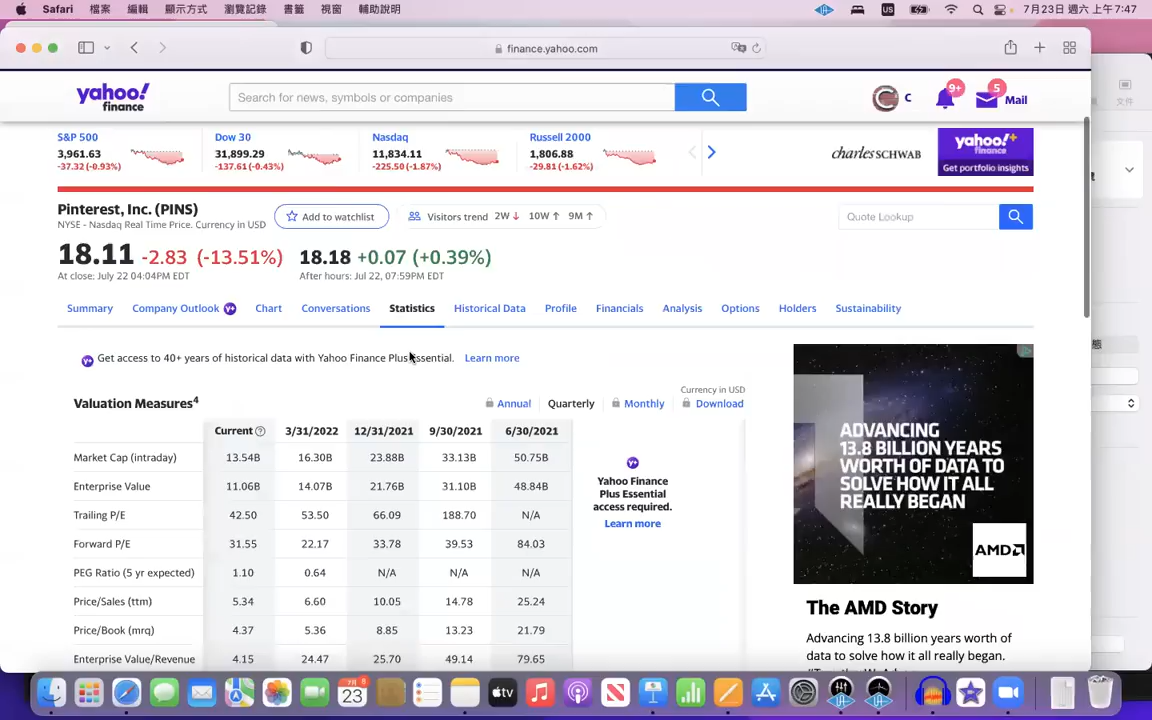 Safari 檔案 編輯 顯示方式 瀏覽記錄 書籤 視窗 輔助說明 US 7月23日 週六 上午7:47
finance.yahoo.com
yahoo!
finance
Search for news, symbols or companies
C
9+
5
Mail
文件
S&P 500
3,961.63
-37.32 (-0.93%)
Dow 30
31,899.29
-137.61 (-0.43%)
Nasdaq
11,834.11
-225.50 (-1.87%)
Russell 2000
1,806.88
-29.81 (-1.62%)
charles SCHWAB
yahoo!+
finance
Get portfolio insights
Pinterest, Inc. (PINS)
NYSE - Nasdaq Real Time Price. Currency in USD
Add to watchlist
Visitors trend 2W↓ 10W↑ 9M↑
Quote Lookup
18.11 -2.83 (-13.51%)
At close: July 22 04:04PM EDT
18.18 +0.07 (+0.39%)
After hours: Jul 22, 07:59PM EDT
Summary Company Outlook Y+ Chart Conversations Statistics Historical Data Profile Financials Analysis Options Holders Sustainability
Y+ Get access to 40+ years of historical data with Yahoo Finance Plus Essential. Learn more
態
Currency in USD
Valuation Measures4
Annual Quarterly Monthly Download
Current 3/31/2022 12/31/2021 9/30/2021 6/30/2021
Market Cap (intraday) 13.54B 16.30B 23.88B 33.13B 50.75B
Enterprise Value 11.06B 14.07B 21.76B 31.10B 48.84B
Trailing P/E 42.50 53.50 66.09 188.70 N/A
Forward P/E 31.55 22.17 33.78 39.53 84.03
PEG Ratio (5 yr expected) 1.10 0.64 N/A N/A N/A
Price/Sales (ttm) 5.34 6.60 10.05 14.78 25.24
Price/Book (mrq) 4.37 5.36 8.85 13.23 21.79
Enterprise Value/Revenue 4.15 24.47 25.70 49.14 79.65
Y+
Yahoo Finance
Plus Essential
access required.
Learn more
ADVANCING
13.8 BILLION YEARS
WORTH OF DATA TO
SOLVE HOW IT ALL
REALLY BEGAN
AMD
The AMD Story
Advancing 13.8 billion years worth of
data to solve how it all really began.
7月
23
tv